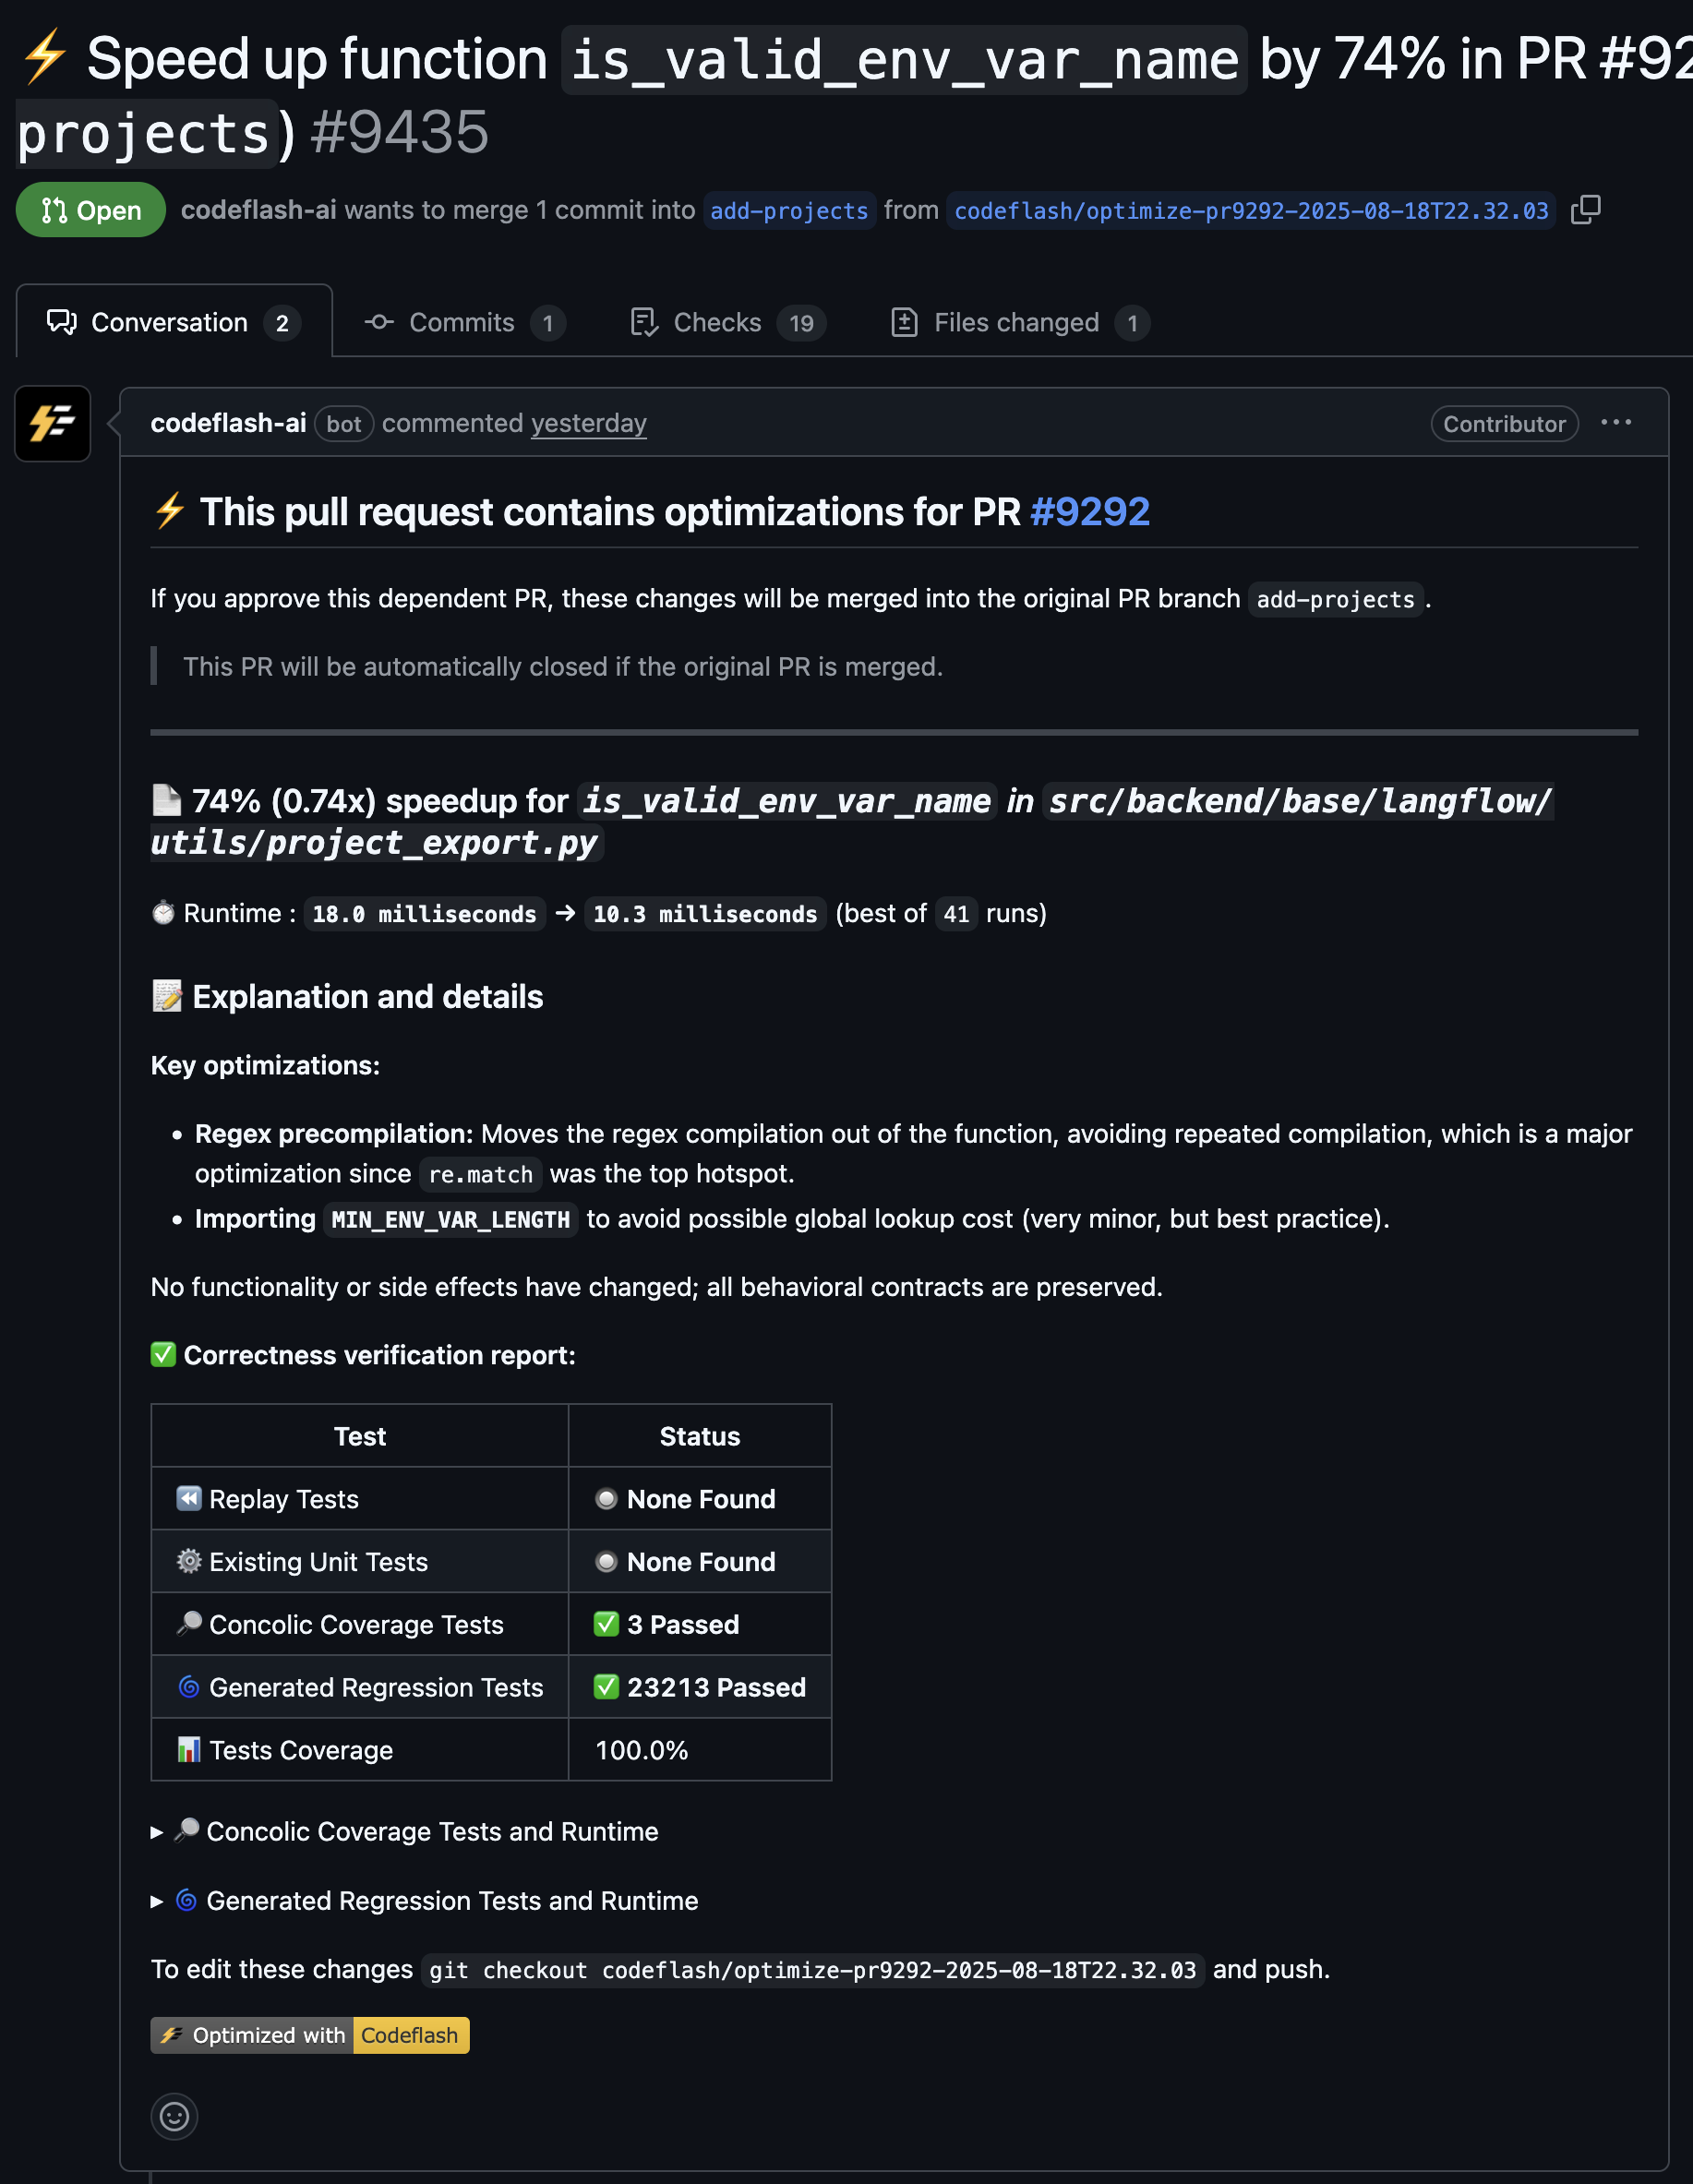 ⚡ Speed up function is_valid_env_var_name by 74% in PR #92
projects) #9435
Open codeflash-ai wants to merge 1 commit into add-projects from codeflash/optimize-pr9292-2025-08-18T22.32.03
Conversation 2 Commits 1 Checks 19 Files changed 1
codeflash-ai bot commented yesterday Contributor ...
⚡ This pull request contains optimizations for PR #9292
If you approve this dependent PR, these changes will be merged into the original PR branch add-projects.
This PR will be automatically closed if the original PR is merged.
📄 74% (0.74x) speedup for is_valid_env_var_name in src/backend/base/langflow/
utils/project_export.py
⏱️ Runtime : 18.0 milliseconds → 10.3 milliseconds (best of 41 runs)
📝 Explanation and details
Key optimizations:
• Regex precompilation: Moves the regex compilation out of the function, avoiding repeated compilation, which is a major
optimization since re.match was the top hotspot.
• Importing MIN_ENV_VAR_LENGTH to avoid possible global lookup cost (very minor, but best practice).
No functionality or side effects have changed; all behavioral contracts are preserved.
✅ Correctness verification report:
Test Status
⏪ Replay Tests 🔘 None Found
⚙️ Existing Unit Tests 🔘 None Found
🔎 Concolic Coverage Tests ✅ 3 Passed
🌀 Generated Regression Tests ✅ 23213 Passed
📊 Tests Coverage 100.0%
▶ 🔎 Concolic Coverage Tests and Runtime
▶ 🌀 Generated Regression Tests and Runtime
To edit these changes git checkout codeflash/optimize-pr9292-2025-08-18T22.32.03 and push.
Optimized with Codeflash